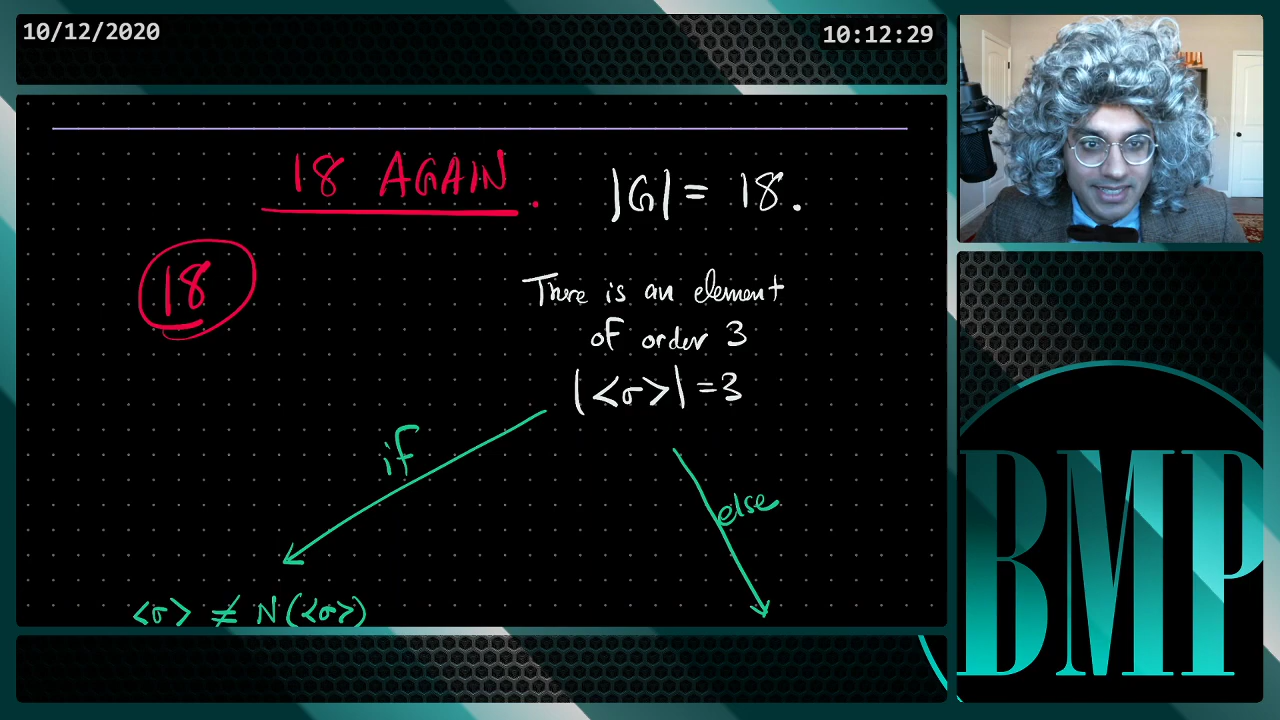 10/12/2020
10:12:29
18 AGAIN.
|G| = 18.
18
There is an element
of order 3
|<σ>| = 3
if
else
<σ> ≠ N(<σ>)
BMP